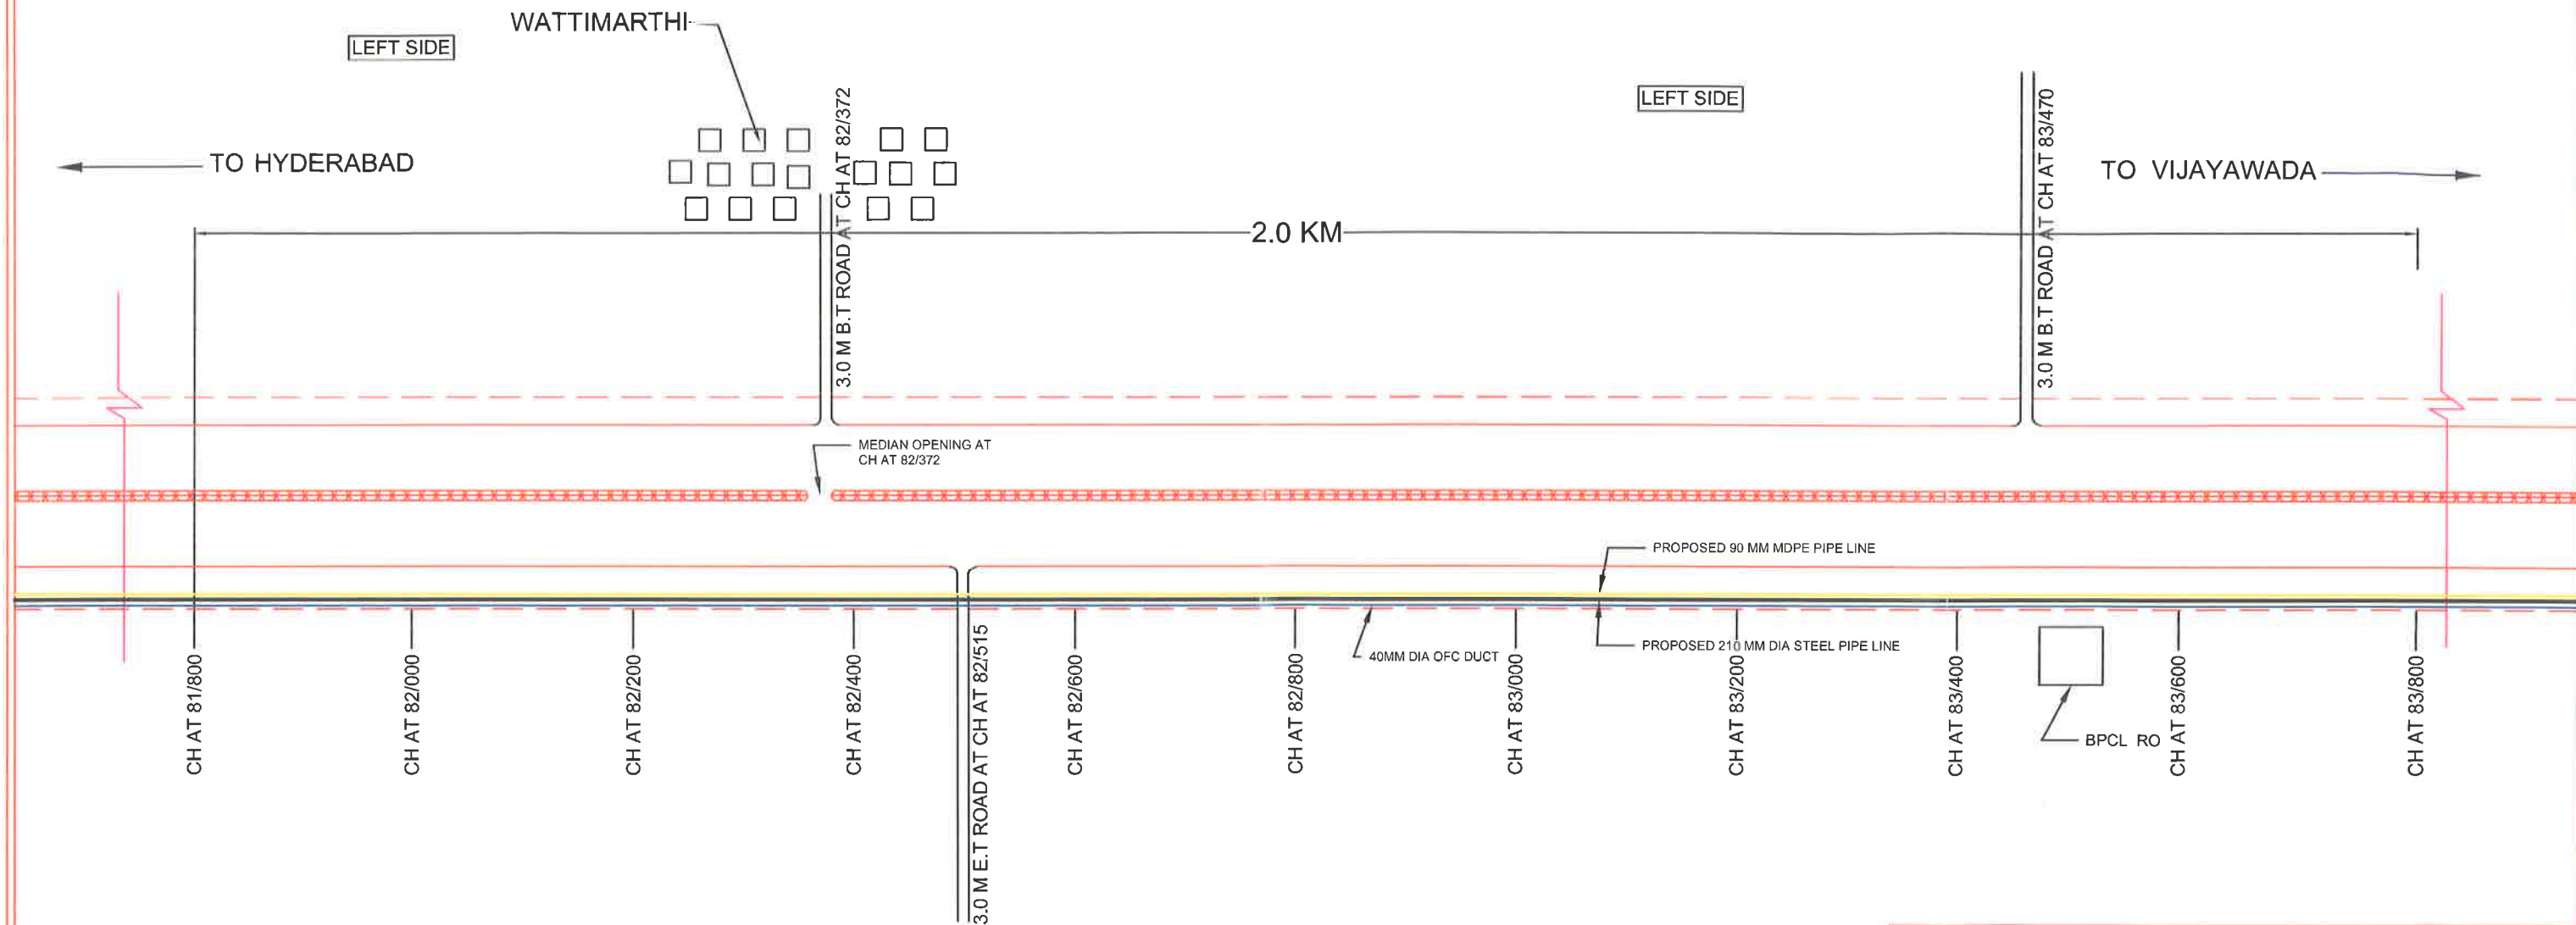 WATTIMARTHI
LEFT SIDE
LEFT SIDE
TO HYDERABAD
TO VIJAYAWADA
3.0 M B.T ROAD AT CH AT 82/372
3.0 M B.T ROAD AT CH AT 83/470
2.0 KM
MEDIAN OPENING AT
CH AT 82/372
PROPOSED 90 MM MDPE PIPE LINE
40MM DIA OFC DUCT
PROPOSED 210 MM DIA STEEL PIPE LINE
CH AT 81/800
CH AT 82/000
CH AT 82/200
CH AT 82/400
3.0 M E.T ROAD AT CH AT 82/515
CH AT 82/600
CH AT 82/800
CH AT 83/000
CH AT 83/200
CH AT 83/400
BPCL RO
CH AT 83/600
CH AT 83/800